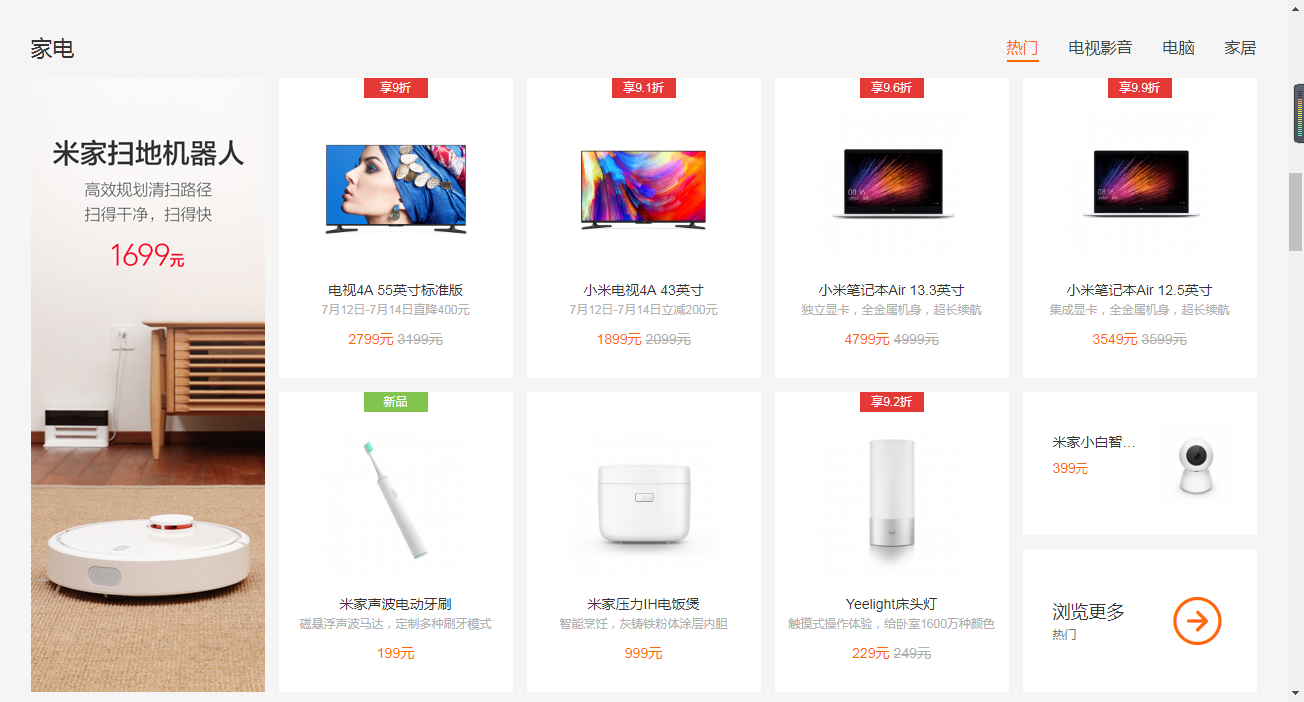 家电
热门 电视影音 电脑 家居
米家扫地机器人
高效规划清扫路径
扫得干净，扫得快
1699元
享9折
电视4A 55英寸标准版
7月12日-7月14日直降400元
2799元 3199元
享9.1折
小米电视4A 43英寸
7月12日-7月14日立减200元
1899元 2099元
享9.6折
小米笔记本Air 13.3英寸
独立显卡，全金属机身，超长续航
4799元 4999元
享9.9折
小米笔记本Air 12.5英寸
集成显卡，全金属机身，超长续航
3549元 3599元
新品
米家声波电动牙刷
磁悬浮声波马达，定制多种刷牙模式
199元
米家压力IH电饭煲
智能烹饪，灰铸铁粉体涂层内胆
999元
享9.2折
Yeelight床头灯
触摸式操作体验，给卧室1600万种颜色
229元 249元
米家小白智...
399元
浏览更多
热门